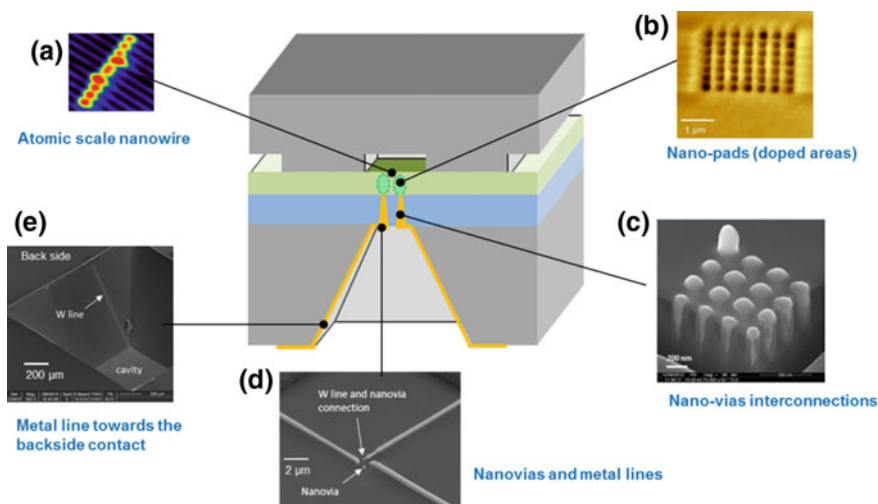 (a)
Atomic scale nanowire
(b)
1 µm
Nano-pads (doped areas)
(e)
Back side
W line
200 µm
cavity
Metal line towards the
backside contact
(c)
200 nm
Nano-vias interconnections
(d)
W line and nanovia
connection
2 µm
Nanovia
Nanovias and metal lines